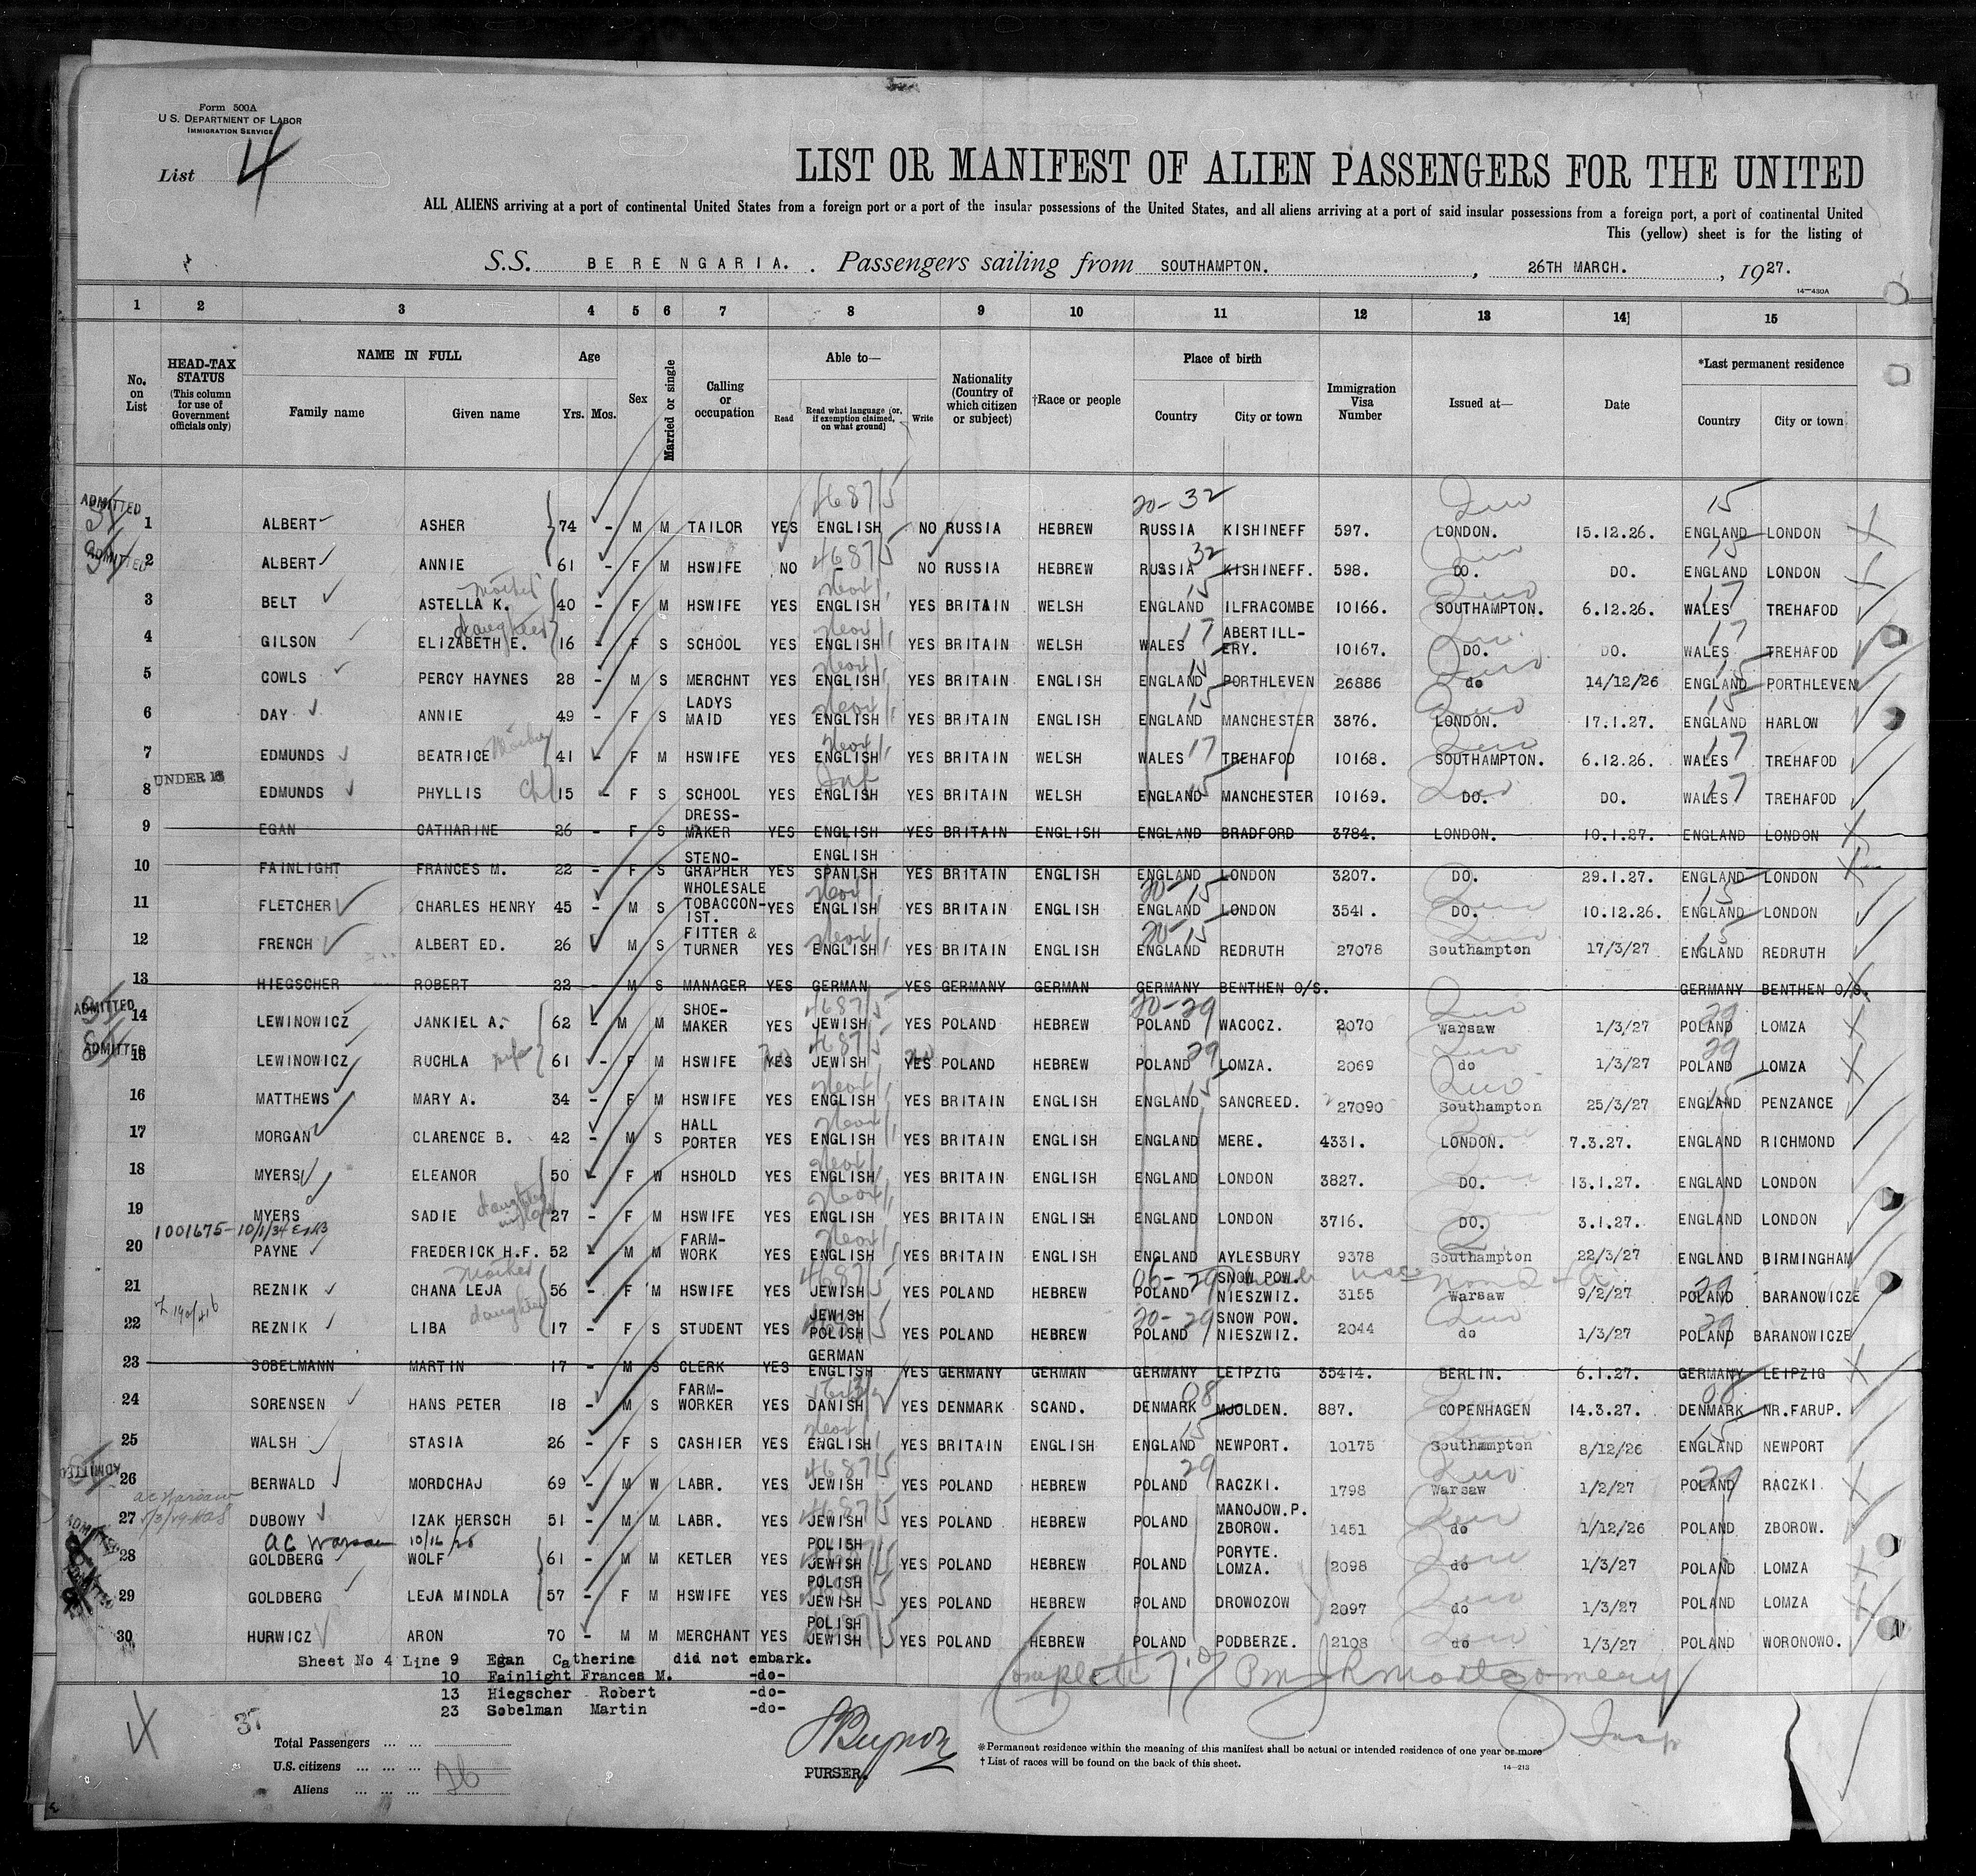 Form 500A
U.S. DEPARTMENT OF LABOR
IMMIGRATION SERVICE
List 4
LIST OR MANIFEST OF ALIEN PASSENGERS FOR THE UNITED
ALL ALIENS arriving at a port of continental United States from a foreign port or a port of the insular possessions of the United States, and all aliens arriving at a port of said insular possessions from a foreign port, a port of continental United
This (yellow) sheet is for the listing of
S.S. BERENGARIA. Passengers sailing from SOUTHAMPTON. , 26TH MARCH. , 1927.
14—430A
1 2 3 4 5 6 7 8 9 10 11 12 13 14 15
No. on List
HEAD-TAX STATUS (This column for use of Government officials only)
NAME IN FULL Family name Given name
Age Yrs. Mos.
Sex
Married or single
Calling or occupation
Able to— Read Read what language (or, if exemption claimed, on what ground) Write
Nationality (Country of which citizen or subject)
†Race or people
Place of birth Country City or town
Immigration Visa Number
Issued at—
Date
*Last permanent residence Country City or town
ADMITTED 1 ALBERT ASHER 74 - M M TAILOR YES ENGLISH NO RUSSIA HEBREW RUSSIA KISHINEFF 597. LONDON. 15.12.26. ENGLAND LONDON
ADMITTED 2 ALBERT ANNIE 61 - F M HSWIFE NO - NO RUSSIA HEBREW RUSSIA KISHINEFF. 598. DO. DO. ENGLAND LONDON
3 BELT ASTELLA K. Mother 40 - F M HSWIFE YES ENGLISH YES BRITAIN WELSH ENGLAND ILFRACOMBE 10166. SOUTHAMPTON. 6.12.26. WALES TREHAFOD
4 GILSON ELIZABETH E. daughter 16 - F S SCHOOL YES ENGLISH YES BRITAIN WELSH WALES ABERTILL-ERY. 10167. DO. DO. WALES TREHAFOD
5 COWLS PERCY HAYNES 28 - M S MERCHNT YES ENGLISH YES BRITAIN ENGLISH ENGLAND PORTHLEVEN 26886 do 14/12/26 ENGLAND PORTHLEVEN
6 DAY ANNIE 49 - F S LADYS MAID YES ENGLISH YES BRITAIN ENGLISH ENGLAND MANCHESTER 3876. LONDON. 17.1.27. ENGLAND HARLOW
7 EDMUNDS BEATRICE Mother 41 - F M HSWIFE YES ENGLISH YES BRITAIN WELSH WALES TREHAFOD 10168. SOUTHAMPTON. 6.12.26. WALES TREHAFOD
UNDER 16 8 EDMUNDS PHYLLIS 15 - F S SCHOOL YES ENGLISH YES BRITAIN WELSH ENGLAND MANCHESTER 10169. DO. DO. WALES TREHAFOD
9 EGAN CATHARINE 26 - F S DRESS-MAKER YES ENGLISH YES BRITAIN ENGLISH ENGLAND BRADFORD 3784. LONDON. 10.1.27. ENGLAND LONDON
10 FAINLIGHT FRANCES M. 22 - F S STENO-GRAPHER YES ENGLISH SPANISH YES BRITAIN ENGLISH ENGLAND LONDON 3207. DO. 29.1.27. ENGLAND LONDON
11 FLETCHER CHARLES HENRY 45 - M S WHOLESALE TOBACCON-IST. YES ENGLISH YES BRITAIN ENGLISH ENGLAND LONDON 3541. DO. 10.12.26. ENGLAND LONDON
12 FRENCH ALBERT ED. 26 M S FITTER & TURNER YES ENGLISH YES BRITAIN ENGLISH ENGLAND REDRUTH 27078 Southampton 17/3/27 ENGLAND REDRUTH
13 HIEGSCHER ROBERT 22 - M S MANAGER YES GERMAN YES GERMANY GERMAN GERMANY BENTHEN O/S. GERMANY BENTHEN O/S.
ADMITTED 14 LEWINOWICZ JANKIEL A. 62 - M M SHOE-MAKER YES JEWISH YES POLAND HEBREW POLAND WACOCZ. 2070 Warsaw 1/3/27 POLAND LOMZA
ADMITTED 15 LEWINOWICZ RUCHLA wife 61 - F M HSWIFE YES JEWISH YES POLAND HEBREW POLAND LOMZA. 2069 do 1/3/27 POLAND LOMZA
16 MATTHEWS MARY A. 34 - F M HSWIFE YES ENGLISH YES BRITAIN ENGLISH ENGLAND SANCREED. 27090 Southampton 25/3/27 ENGLAND PENZANCE
17 MORGAN CLARENCE B. 42 - M S HALL PORTER YES ENGLISH YES BRITAIN ENGLISH ENGLAND MERE. 4331. LONDON. 7.3.27. ENGLAND RICHMOND
18 MYERS ELEANOR 50 - F W HSHOLD YES ENGLISH YES BRITAIN ENGLISH ENGLAND LONDON 3827. DO. 13.1.27. ENGLAND LONDON
19 MYERS SADIE daughter in law 27 - F M HSWIFE YES ENGLISH YES BRITAIN ENGLISH ENGLAND LONDON 3716. DO. 3.1.27. ENGLAND LONDON
1001675-10/1/34
20 PAYNE FREDERICK H.F. 52 - M M FARM-WORK YES ENGLISH YES BRITAIN ENGLISH ENGLAND AYLESBURY 9378 Southampton 22/3/27 ENGLAND BIRMINGHAM
21 REZNIK CHANA LEJA Mother 56 - F M HSWIFE YES JEWISH YES POLAND HEBREW POLAND SNOW POW. NIESZWIZ. 3155 Warsaw 9/2/27 POLAND BARANOWICZE
22 REZNIK LIBA daughter 17 - F S STUDENT YES JEWISH POLISH YES POLAND HEBREW POLAND SNOW POW. NIESZWIZ. 2044 do 1/3/27 POLAND BARANOWICZE
23 SOBELMANN MARTIN 17 - M S CLERK YES GERMAN ENGLISH YES GERMANY GERMAN GERMANY LEIPZIG 35414. BERLIN. 6.1.27. GERMANY LEIPZIG
24 SORENSEN HANS PETER 18 - M S FARM-WORKER YES DANISH YES DENMARK SCAND. DENMARK MJOLDEN. 887. COPENHAGEN 14.3.27. DENMARK NR.FARUP.
25 WALSH STASIA 26 - F S CASHIER YES ENGLISH YES BRITAIN ENGLISH ENGLAND NEWPORT. 10175 Southampton 8/12/26 ENGLAND NEWPORT
ADMITTED 26 BERWALD MORDCHAJ 69 - M W LABR. YES JEWISH YES POLAND HEBREW POLAND RACZKI. 1798 Warsaw 1/2/27 POLAND RACZKI
27 DUBOWY IZAK HERSCH 51 - M M LABR. YES JEWISH YES POLAND HEBREW POLAND MANOJOW.P. ZBOROW. 1451 do 1/12/26 POLAND ZBOROW.
ac Warsaw 10/16/28
28 GOLDBERG WOLF 61 - M M KETLER YES POLISH JEWISH YES POLAND HEBREW POLAND PORYTE. LOMZA. 2098 do 1/3/27 POLAND LOMZA
29 GOLDBERG LEJA MINDLA 57 - F M HSWIFE YES POLISH JEWISH YES POLAND HEBREW POLAND DROWOZOW 2097 do 1/3/27 POLAND LOMZA
30 HURWICZ ARON 70 - M M MERCHANT YES POLISH JEWISH YES POLAND HEBREW POLAND PODBERZE. 2108 do 1/3/27 POLAND WORONOWO.
Sheet No 4 Line 9 Egan Catherine did not embark.
10 Fainlight Frances M. -do-
13 Hiegscher Robert -do-
23 Sobelman Martin -do-
Complete JR Montgomery
Insp
37
Total Passengers ... ...
U.S. citizens ... ... ...
Aliens ... ... ... 26
PURSER.
*Permanent residence within the meaning of this manifest shall be actual or intended residence of one year or more
† List of races will be found on the back of this sheet.
14—213